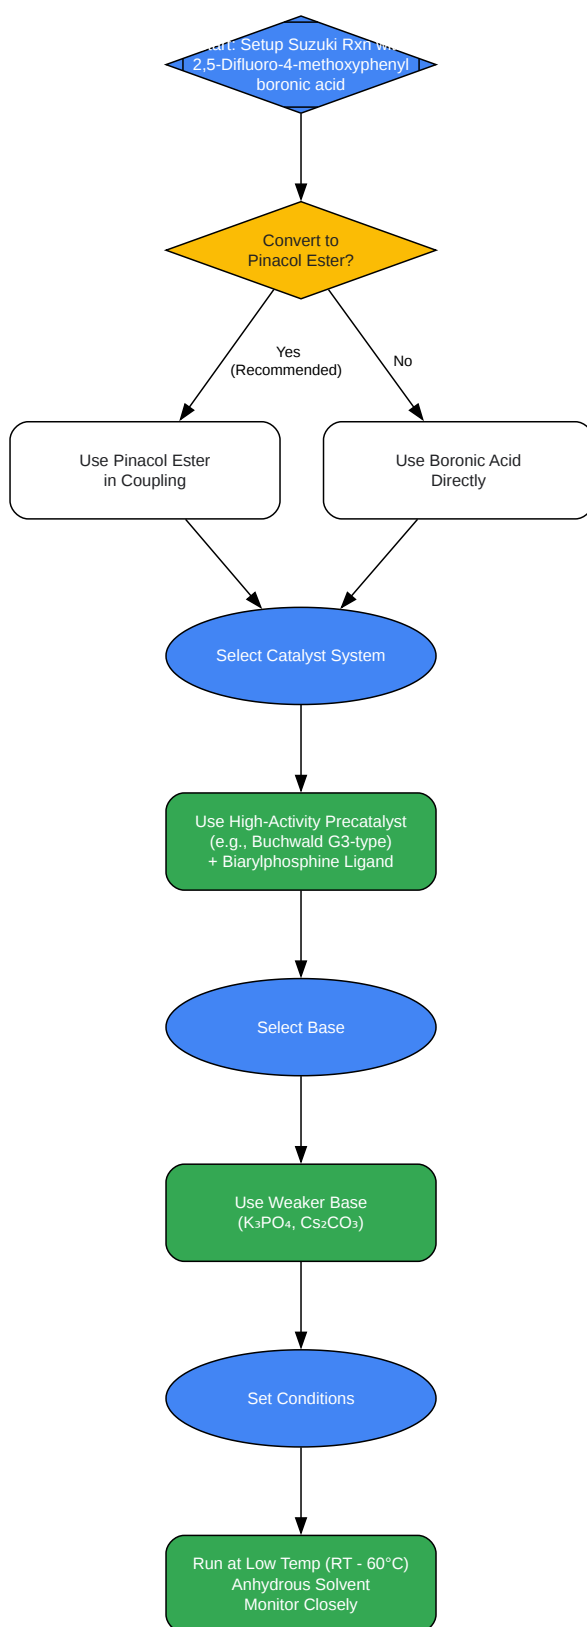 tart: Setup Suzuki Rxn wi
2,5-Difluoro-4-methoxyphenyl
boronic acid
Convert to
Pinacol Ester?
Yes
(Recommended)
No
Use Pinacol Ester
in Coupling
Use Boronic Acid
Directly
Select Catalyst System
Use High-Activity Precatalyst
(e.g., Buchwald G3-type)
+ Biarylphosphine Ligand
Select Base
Use Weaker Base
(K₃PO₄, Cs₂CO₃)
Set Conditions
Run at Low Temp (RT - 60°C)
Anhydrous Solvent
Monitor Closely